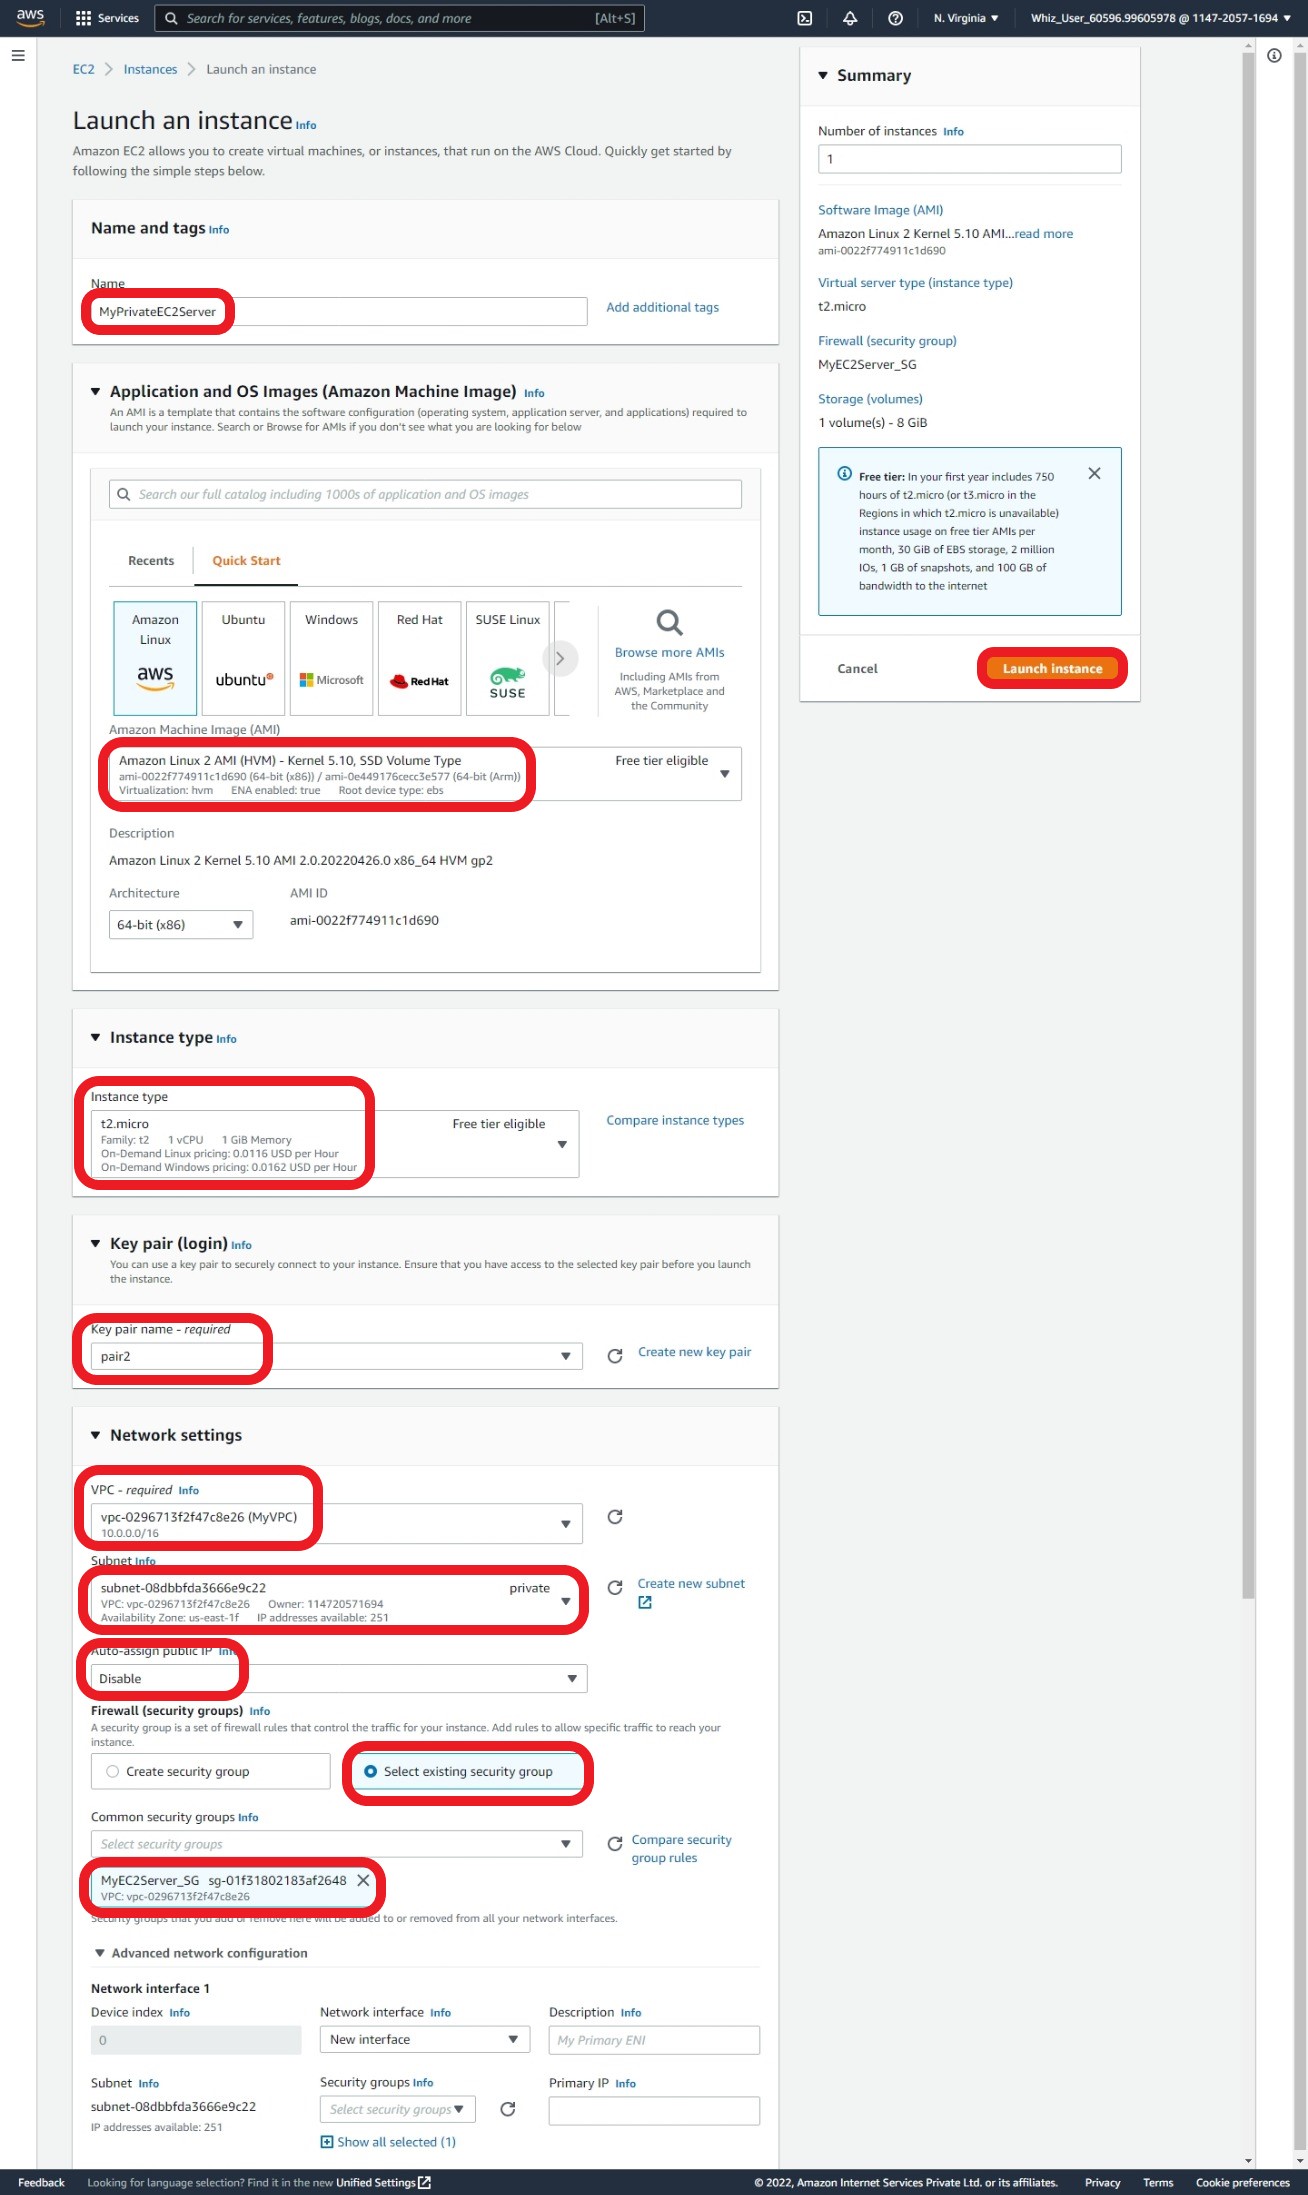 aws
Services
Search for services, features, blogs, docs, and more
[Alt+S]
N. Virginia
Whiz_User_60596.99605978 @ 1147-2057-1694
EC2 > Instances > Launch an instance
Launch an instance Info
Amazon EC2 allows you to create virtual machines, or instances, that run on the AWS Cloud. Quickly get started by
following the simple steps below.
Name and tags Info
Name
MyPrivateEC2Server
Add additional tags
Application and OS Images (Amazon Machine Image) Info
An AMI is a template that contains the software configuration (operating system, application server, and applications) required to
launch your instance. Search or Browse for AMIs if you don't see what you are looking for below
Search our full catalog including 1000s of application and OS images
Recents
Quick Start
Amazon
Linux
aws
Ubuntu
ubuntu
Windows
Microsoft
Red Hat
Red Hat
SUSE Linux
SUSE
Browse more AMIs
Including AMIs from
AWS, Marketplace and
the Community
Amazon Machine Image (AMI)
Amazon Linux 2 AMI (HVM) - Kernel 5.10, SSD Volume Type
Free tier eligible
ami-0022f774911c1d690 (64-bit (x86)) / ami-0e449176cecc3e577 (64-bit (Arm))
Virtualization: hvm ENA enabled: true Root device type: ebs
Description
Amazon Linux 2 Kernel 5.10 AMI 2.0.20220426.0 x86_64 HVM gp2
Architecture
AMI ID
64-bit (x86)
ami-0022f774911c1d690
Instance type Info
Instance type
t2.micro
Free tier eligible
Family: t2 1 vCPU 1 GiB Memory
On-Demand Linux pricing: 0.0116 USD per Hour
On-Demand Windows pricing: 0.0162 USD per Hour
Compare instance types
Key pair (login) Info
You can use a key pair to securely connect to your instance. Ensure that you have access to the selected key pair before you launch
the instance.
Key pair name - required
pair2
Create new key pair
Network settings
VPC - required Info
vpc-0296713f2f47c8e26 (MyVPC)
10.0.0.0/16
Subnet Info
subnet-08dbbfda3666e9c22
private
VPC: vpc-0296713f2f47c8e26 Owner: 114720571694
Availability Zone: us-east-1f IP addresses available: 251
Create new subnet
Auto-assign public IP Info
Disable
Firewall (security groups) Info
A security group is a set of firewall rules that control the traffic for your instance. Add rules to allow specific traffic to reach your
instance.
Create security group
Select existing security group
Common security groups Info
Select security groups
Compare security
group rules
MyEC2Server_SG sg-01f31802183af2648
VPC: vpc-0296713f2f47c8e26
Security groups that you add or remove here will be added to or removed from all your network interfaces.
Advanced network configuration
Network interface 1
Device index Info
Network interface Info
Description Info
0
New interface
My Primary ENI
Subnet Info
Security groups Info
Primary IP Info
subnet-08dbbfda3666e9c22
Select security groups
IP addresses available: 251
Show all selected (1)
Summary
Number of instances Info
1
Software Image (AMI)
Amazon Linux 2 Kernel 5.10 AMI...read more
ami-0022f774911c1d690
Virtual server type (instance type)
t2.micro
Firewall (security group)
MyEC2Server_SG
Storage (volumes)
1 volume(s) - 8 GiB
Free tier: In your first year includes 750
hours of t2.micro (or t3.micro in the
Regions in which t2.micro is unavailable)
instance usage on free tier AMIs per
month, 30 GiB of EBS storage, 2 million
IOs, 1 GB of snapshots, and 100 GB of
bandwidth to the internet
Cancel
Launch instance
Feedback
Looking for language selection? Find it in the new Unified Settings
© 2022, Amazon Internet Services Private Ltd. or its affiliates.
Privacy
Terms
Cookie preferences